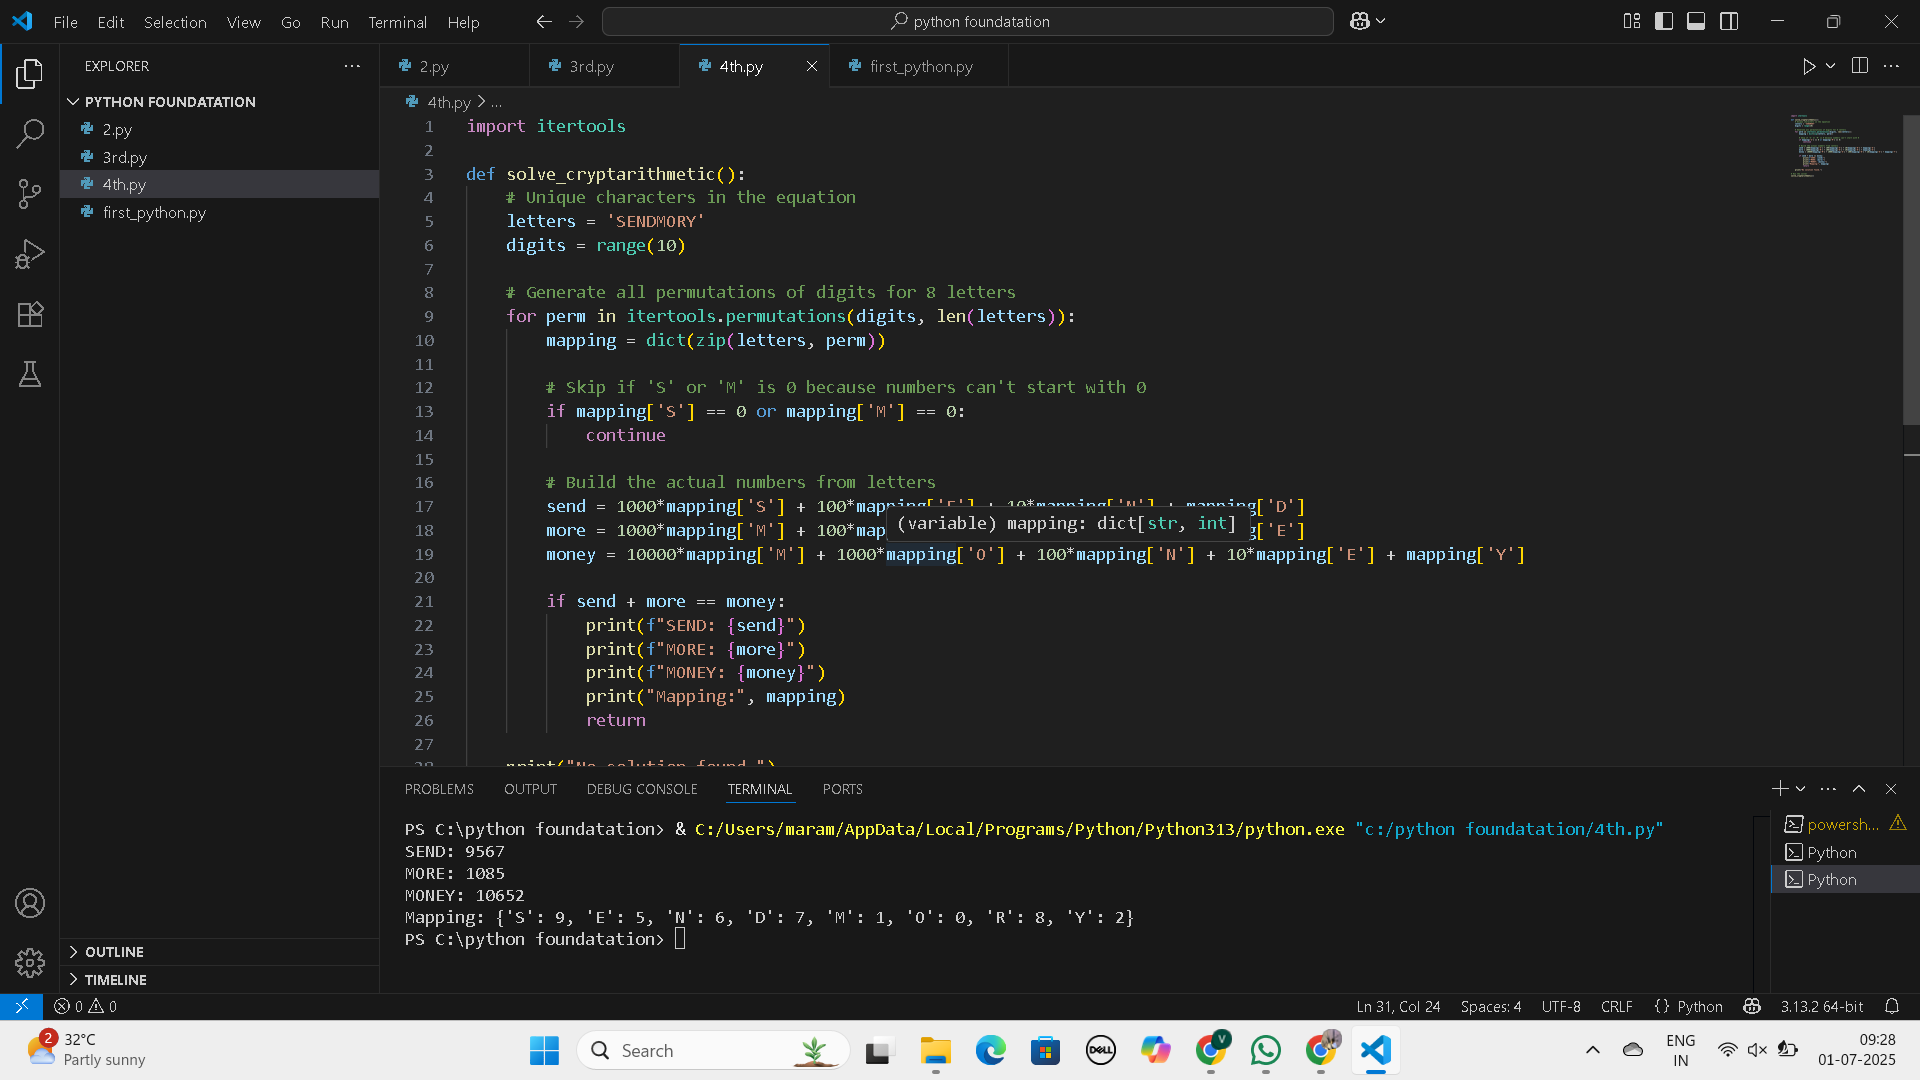 File Edit Selection View Go Run Terminal Help
python foundatation
EXPLORER
PYTHON FOUNDATATION
2.py
3rd.py
4th.py
first_python.py
OUTLINE
TIMELINE
2.py 3rd.py 4th.py first_python.py
4th.py > ...
1 import itertools
2
3 def solve_cryptarithmetic():
4 # Unique characters in the equation
5 letters = 'SENDMORY'
6 digits = range(10)
7
8 # Generate all permutations of digits for 8 letters
9 for perm in itertools.permutations(digits, len(letters)):
10 mapping = dict(zip(letters, perm))
11
12 # Skip if 'S' or 'M' is 0 because numbers can't start with 0
13 if mapping['S'] == 0 or mapping['M'] == 0:
14 continue
15
16 # Build the actual numbers from letters
17 send = 1000*mapping['S'] + 100*mapping['E'] + 10*mapping['N'] + mapping['D']
18 more = 1000*mapping['M'] + 100*map ['E']
(variable) mapping: dict[str, int]
19 money = 10000*mapping['M'] + 1000*mapping['O'] + 100*mapping['N'] + 10*mapping['E'] + mapping['Y']
20
21 if send + more == money:
22 print(f"SEND: {send}")
23 print(f"MORE: {more}")
24 print(f"MONEY: {money}")
25 print("Mapping:", mapping)
26 return
27
28 print("No solution found.")
PROBLEMS OUTPUT DEBUG CONSOLE TERMINAL PORTS
PS C:\python foundatation> & C:/Users/maram/AppData/Local/Programs/Python/Python313/python.exe "c:/python foundatation/4th.py"
SEND: 9567
MORE: 1085
MONEY: 10652
Mapping: {'S': 9, 'E': 5, 'N': 6, 'D': 7, 'M': 1, 'O': 0, 'R': 8, 'Y': 2}
PS C:\python foundatation>
powersh...
Python
Python
0 0 Ln 31, Col 24 Spaces: 4 UTF-8 CRLF {} Python 3.13.2 64-bit
2
32°C
Partly sunny
Search
DELL
V
ENG
IN
09:28
01-07-2025